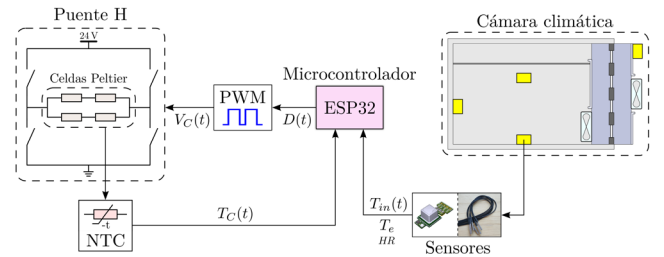 Puente H
24 V
Celdas Peltier
Microcontrolador
PWM
ESP32
V_C(t)
D(t)
Cámara climática
-t
NTC
T_C(t)
T_in(t)
T_e
HR
Sensores